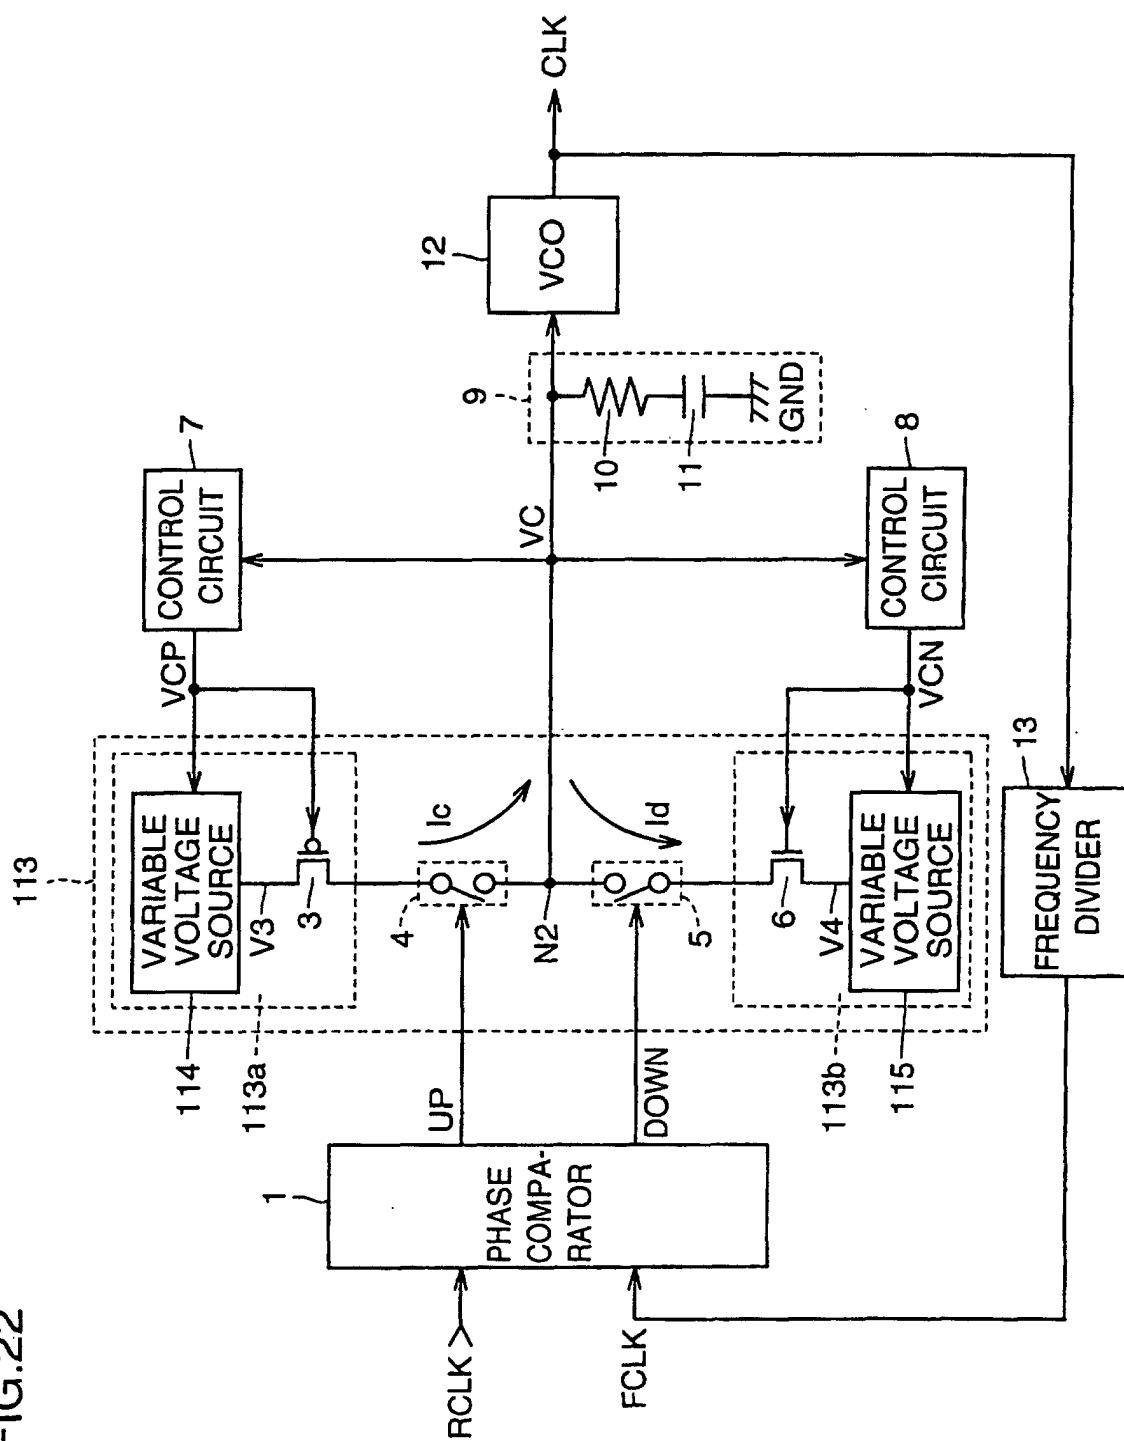 FIG.22
113
114
VARIABLE
VOLTAGE
SOURCE
V3
113a
3
VCP
CONTROL
CIRCUIT
7
1
PHASE
COMPA-
RATOR
RCLK
FCLK
UP
DOWN
4
Ic
N2
Id
5
VC
9
10
11
GND
12
VCO
CLK
6
V4
113b
VARIABLE
VOLTAGE
SOURCE
115
VCN
CONTROL
CIRCUIT
8
13
FREQUENCY
DIVIDER